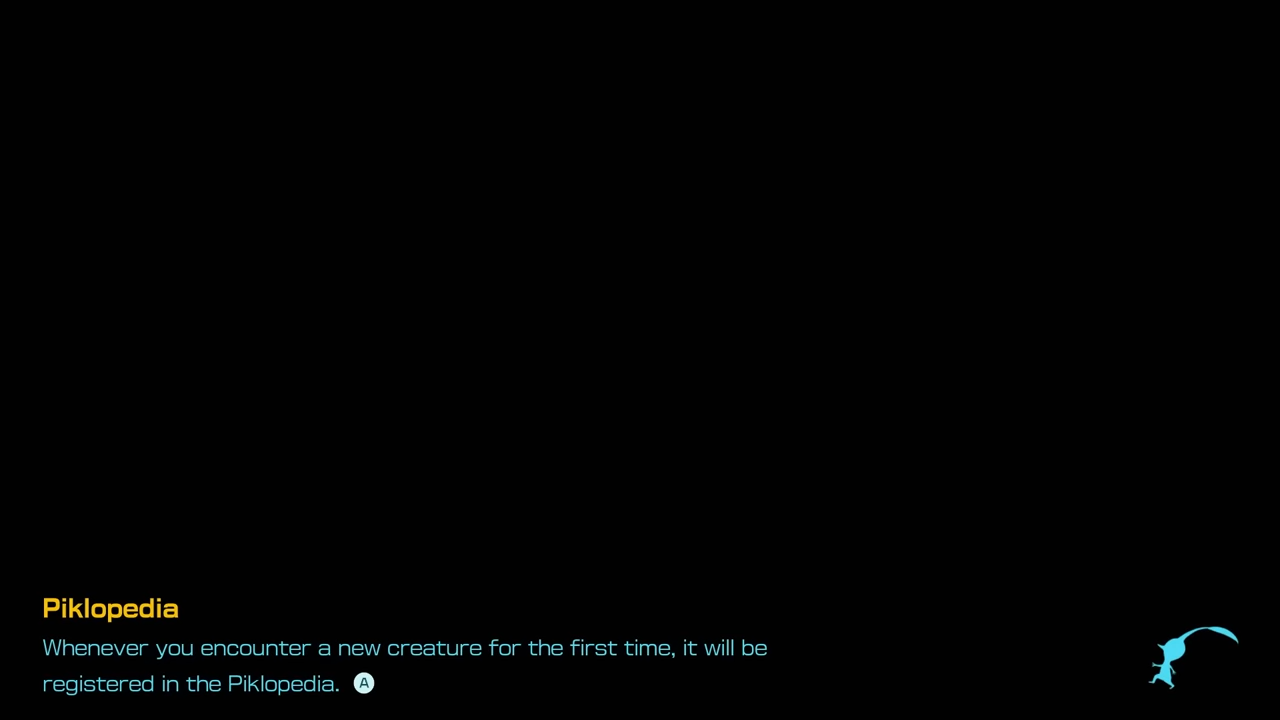 Piklopedia
Whenever you encounter a new creature for the first time, it will be
registered in the Piklopedia. A